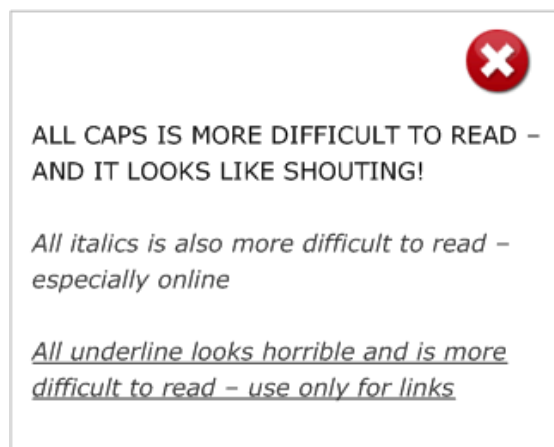 ALL CAPS IS MORE DIFFICULT TO READ –
AND IT LOOKS LIKE SHOUTING!
All italics is also more difficult to read –
especially online
All underline looks horrible and is more
difficult to read – use only for links